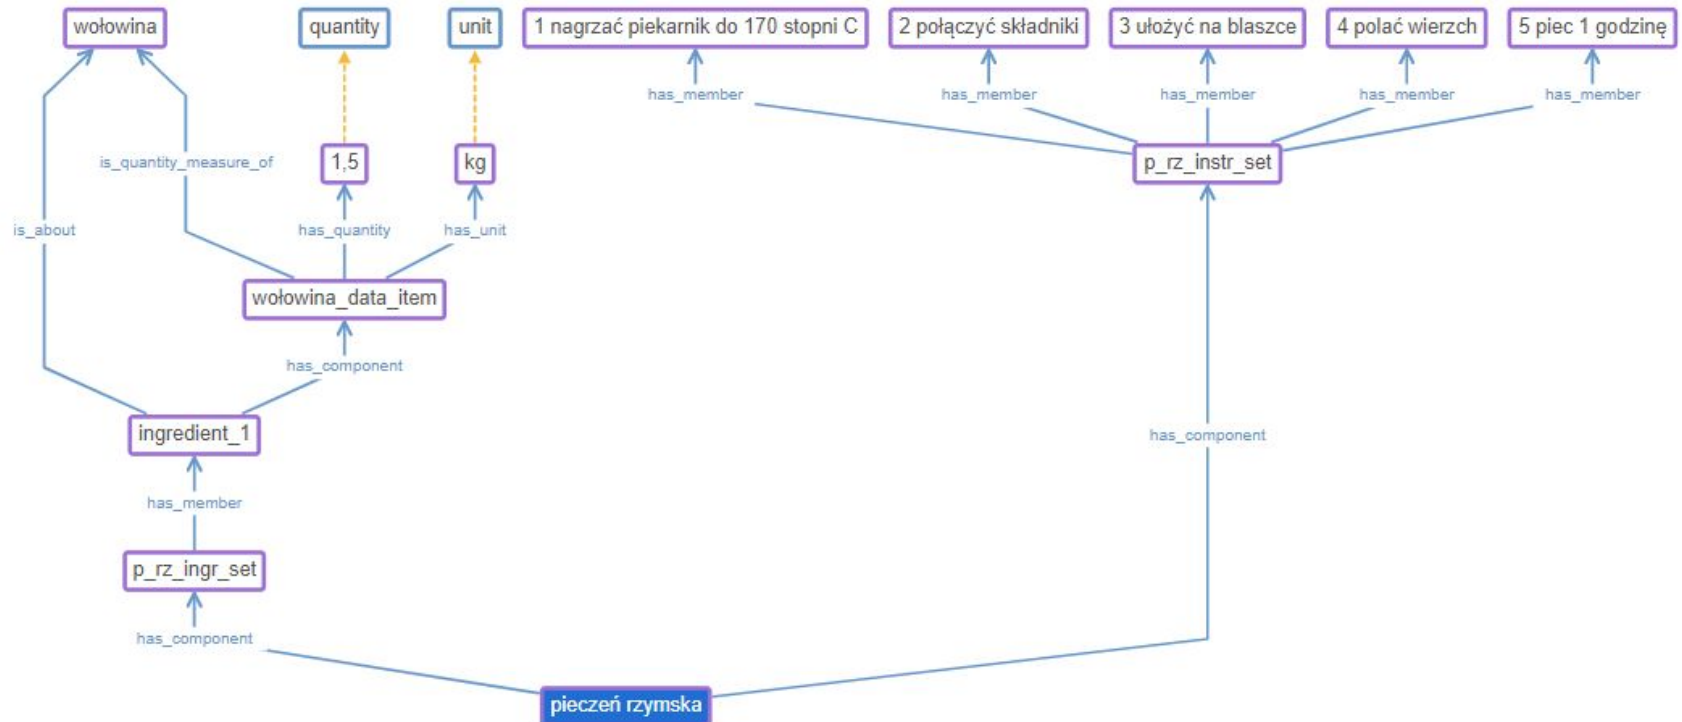 wołowina
quantity
unit
1 nagrzać piekarnik do 170 stopni C
2 połączyć składniki
3 ułożyć na blaszce
4 polać wierzch
5 piec 1 godzinę
has_member
has_member
has_member
has_member
has_member
is_quantity_measure_of
1,5
kg
p_rz_instr_set
is_about
has_quantity
has_unit
wołowina_data_item
has_component
ingredient_1
has_component
has_member
p_rz_ingr_set
has_component
pieczeń rzymska